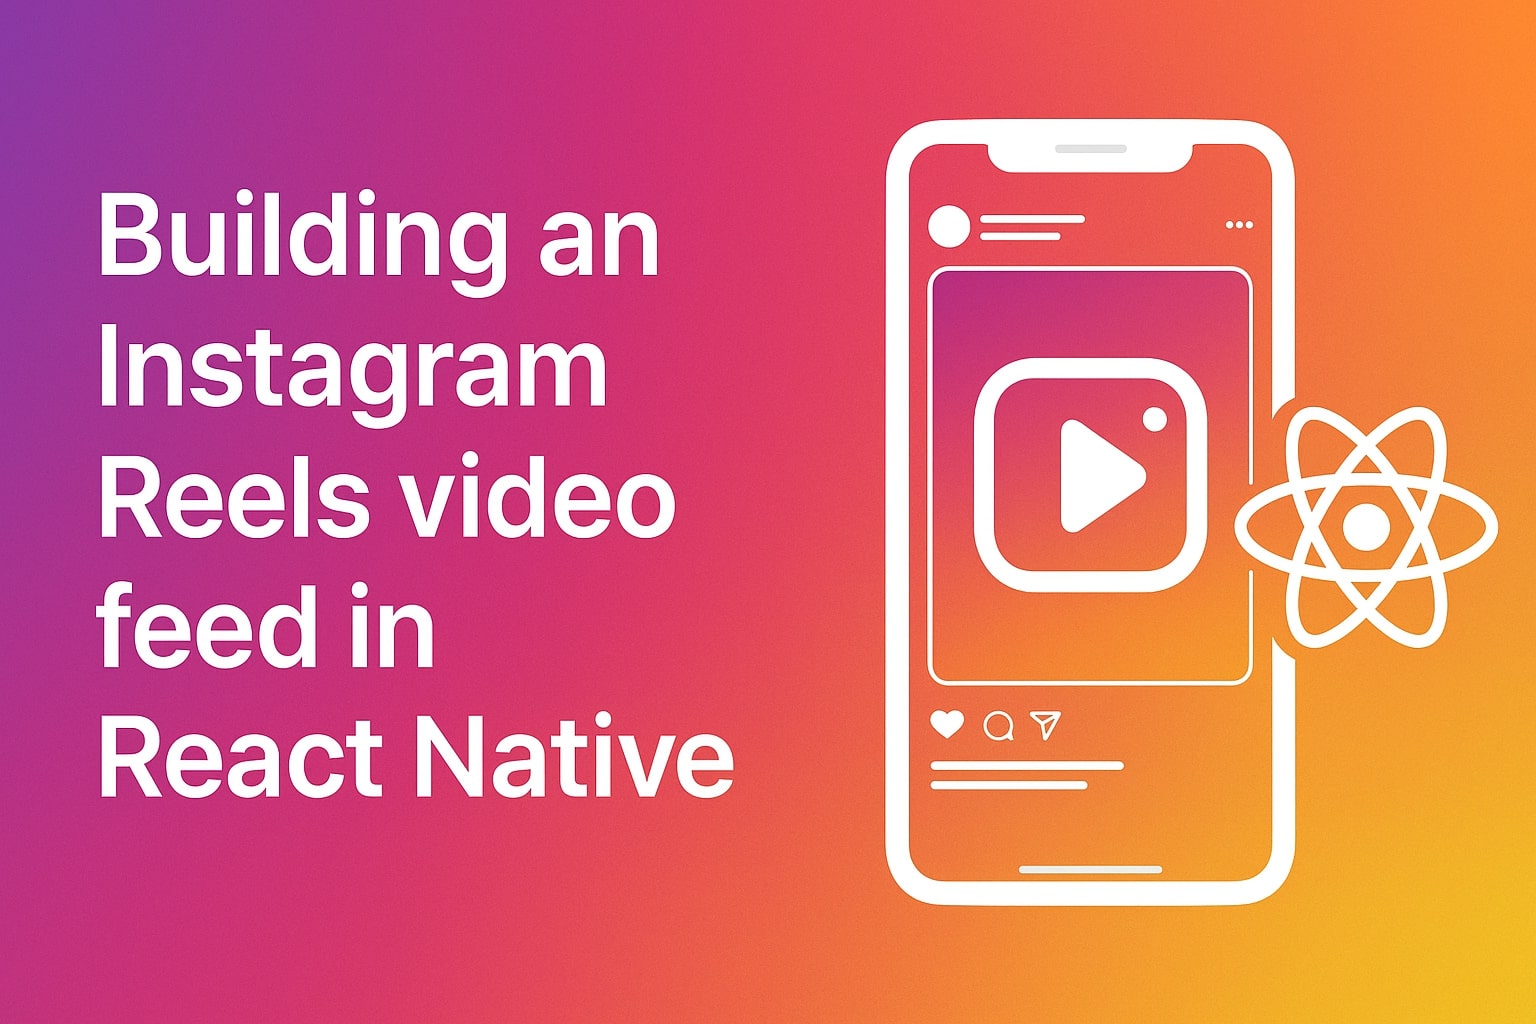 Building an
Instagram
Reels video
feed in
React Native